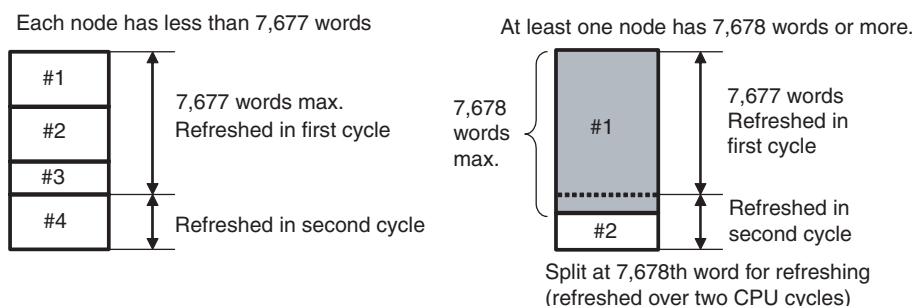 Each node has less than 7,677 words
#1
#2
#3
#4
7,677 words max.
Refreshed in first cycle
Refreshed in second cycle
At least one node has 7,678 words or more.
7,678
words
max.
#1
#2
7,677 words
Refreshed in
first cycle
Refreshed in
second cycle
Split at 7,678th word for refreshing
(refreshed over two CPU cycles)